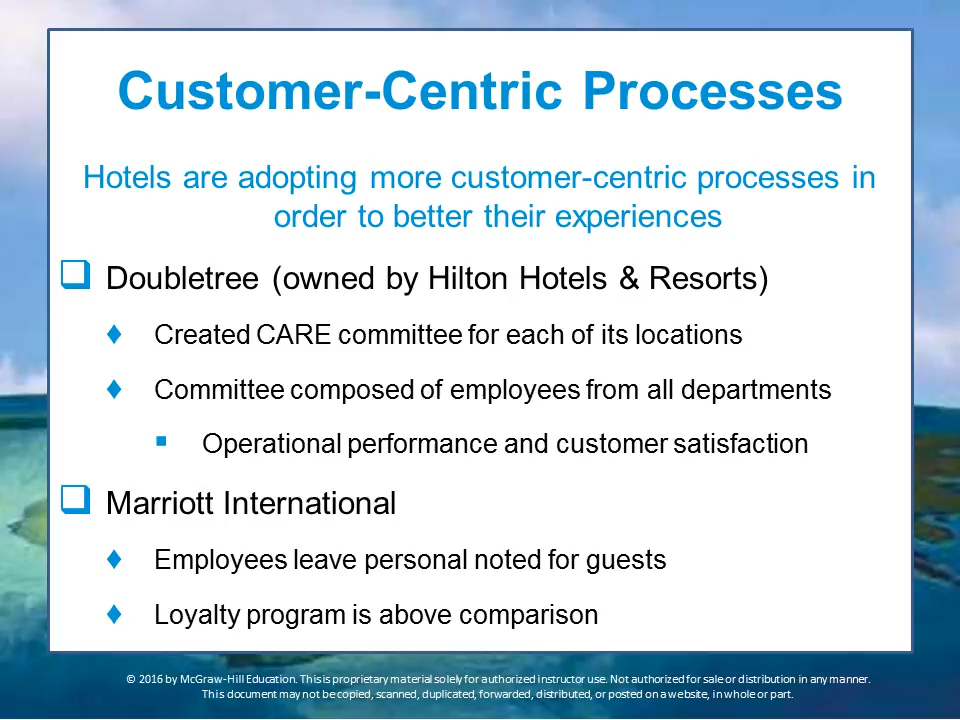 Customer-Centric Processes
Hotels are adopting more customer-centric processes in
order to better their experiences
Doubletree (owned by Hilton Hotels & Resorts)
Created CARE committee for each of its locations
Committee composed of employees from all departments
Operational performance and customer satisfaction
Marriott International
Employees leave personal noted for guests
Loyalty program is above comparison
© 2016 by McGraw-Hill Education. This is proprietary material solely for authorized instructor use. Not authorized for sale or distribution in any manner.
This document may not be copied, scanned, duplicated, forwarded, distributed, or posted on a website, in whole or part.